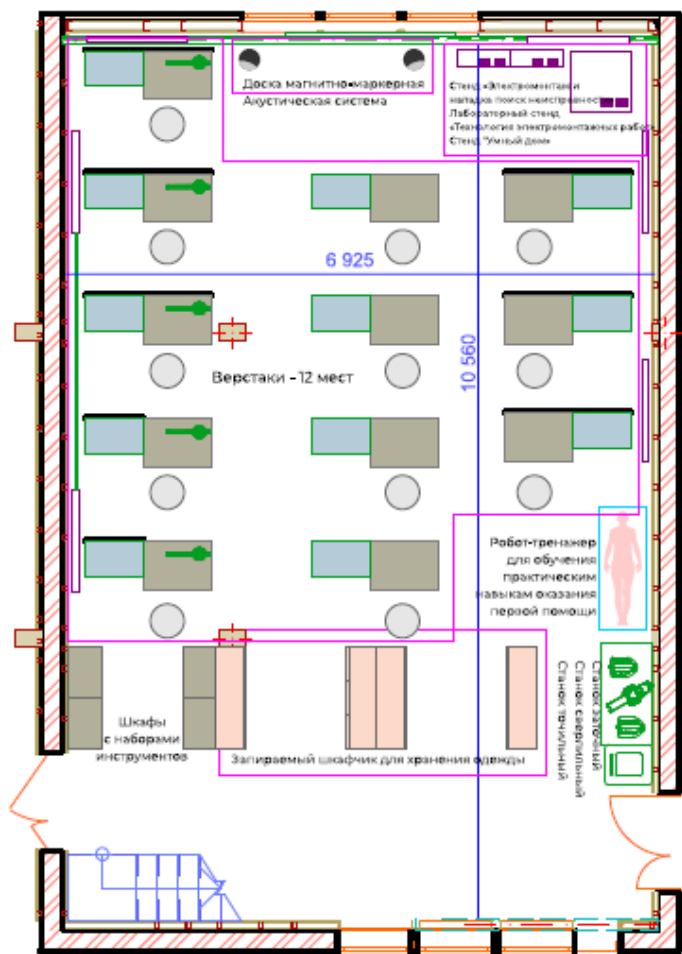 Доска магнитно-маркерная
Акустическая система
Стенд «Электромонтаж и
наладка поиск неисправностей»
Лабораторный стенд
«Технология электромонтажных работ»
Стенд "Умный дом"
6 925
10 560
Верстаки - 12 мест
Робот-тренажер
для обучения
практическим
навыкам оказания
первой помощи
Станок заточный
Станок сверлильный
Станок точильный
Шкафы
с наборами
инструментов
Запираемый шкафчик для хранения одежды